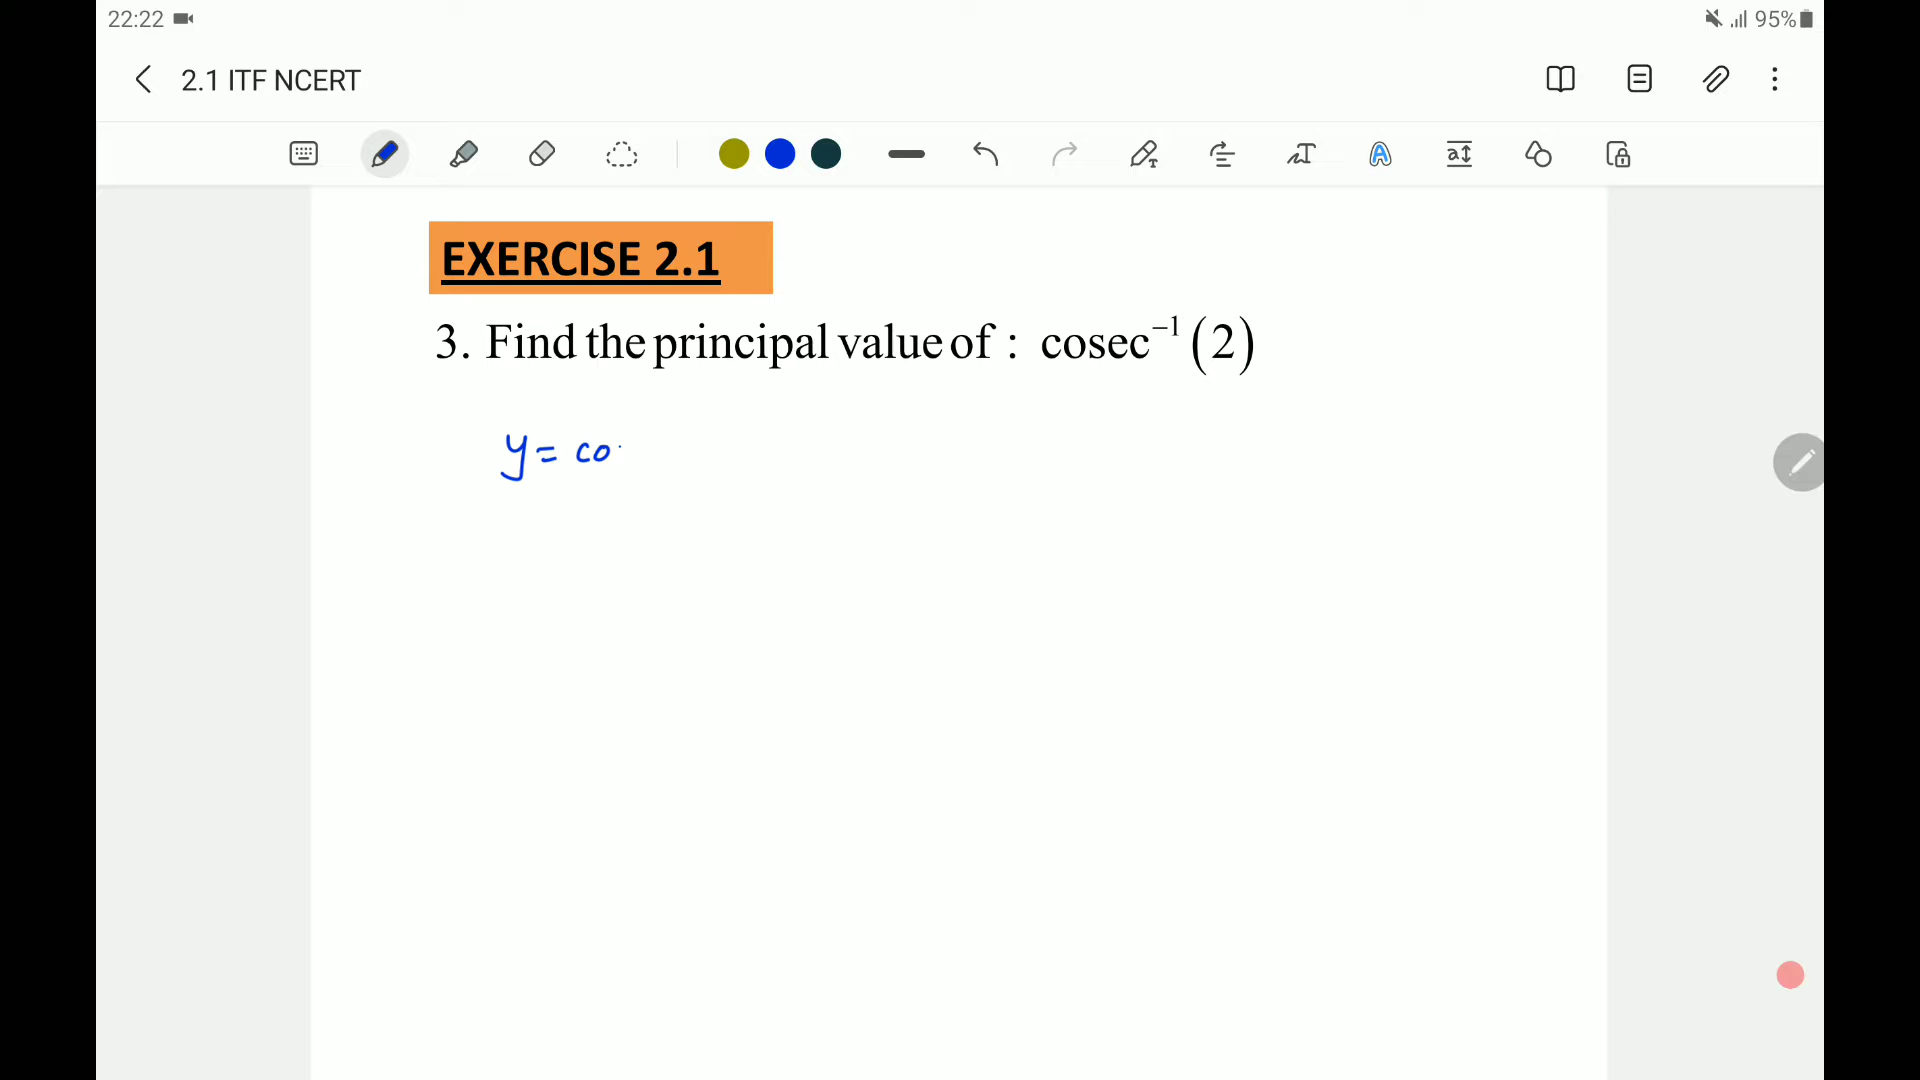 22:22 95%
2.1 ITF NCERT
EXERCISE 2.1
3. Find the principal value of : cosec⁻¹(2)
y = co